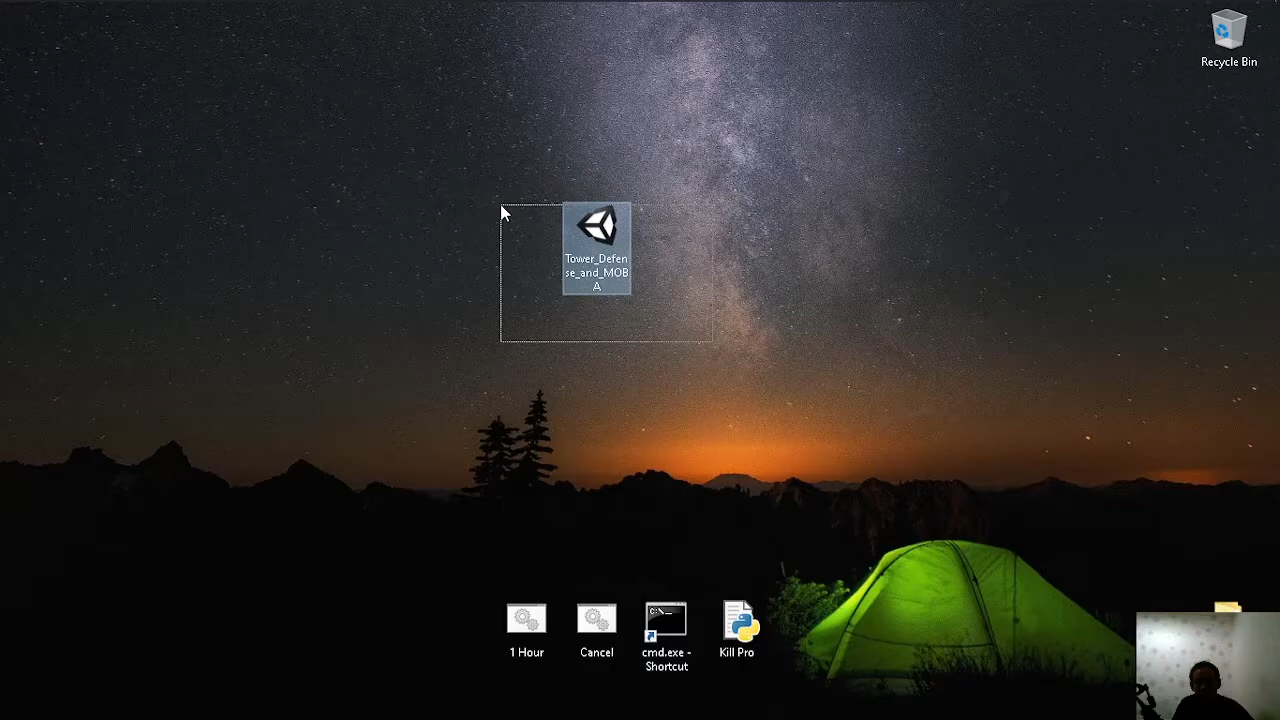 Recycle Bin
Tower_Defen
se_and_MOB
A
1 Hour
Cancel
cmd.exe -
Shortcut
Kill Pro